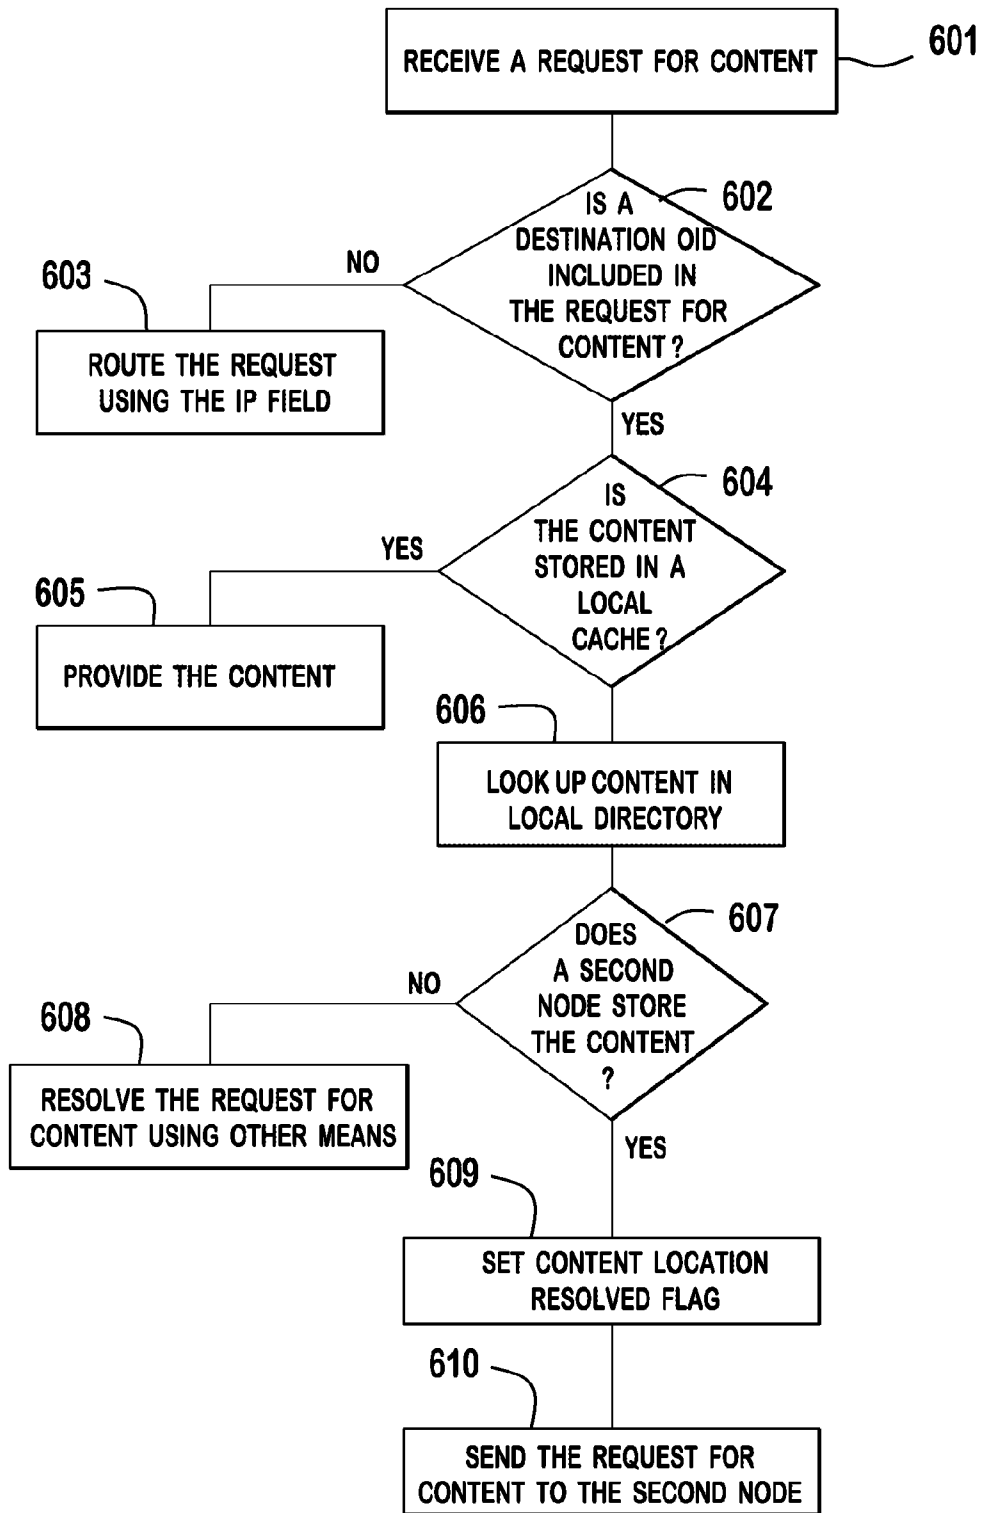 RECEIVE A REQUEST FOR CONTENT
601
602
IS A
DESTINATION OID
INCLUDED IN
THE REQUEST FOR
CONTENT?
NO
603
ROUTE THE REQUEST
USING THE IP FIELD
YES
604
IS
THE CONTENT
STORED IN A
LOCAL
CACHE?
YES
605
PROVIDE THE CONTENT
606
LOOK UP CONTENT IN
LOCAL DIRECTORY
607
DOES
A SECOND
NODE STORE
THE CONTENT
?
NO
608
RESOLVE THE REQUEST FOR
CONTENT USING OTHER MEANS
YES
609
SET CONTENT LOCATION
RESOLVED FLAG
610
SEND THE REQUEST FOR
CONTENT TO THE SECOND NODE